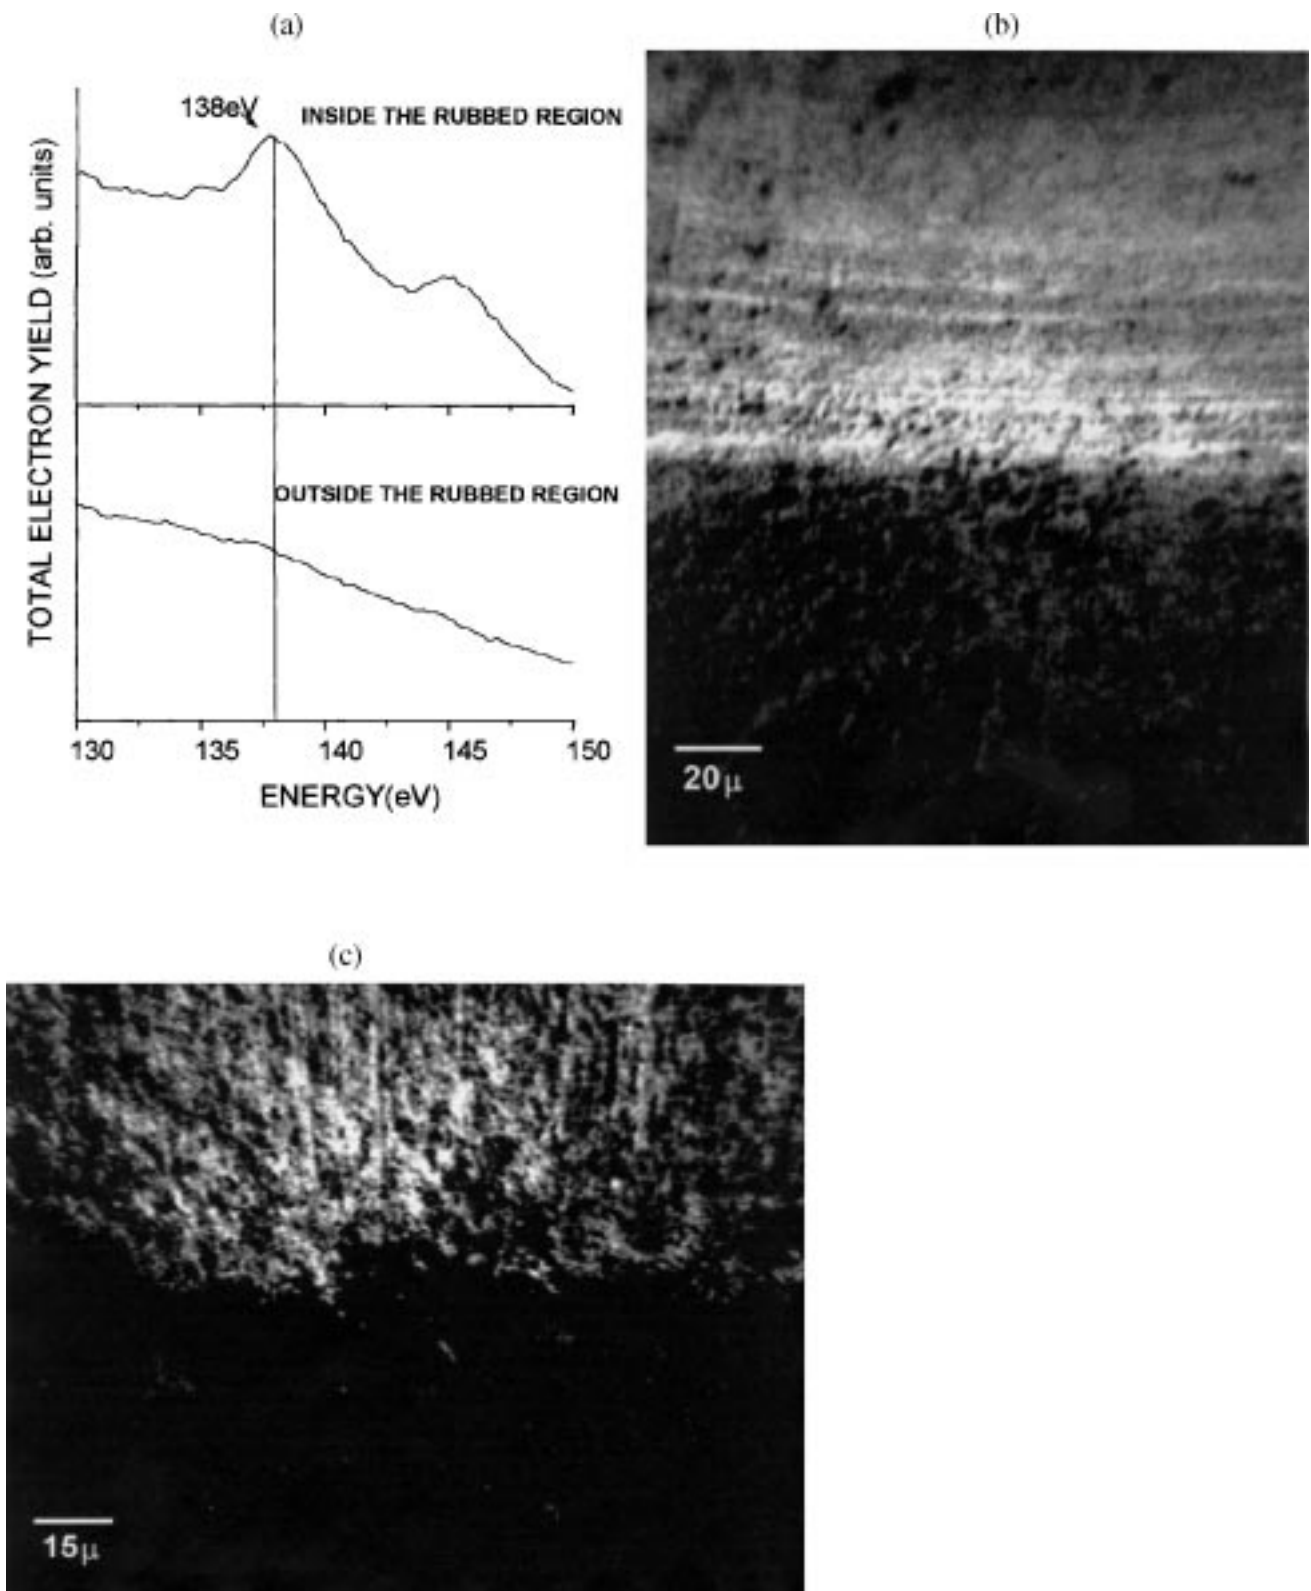 (a)
(b)
138eV
INSIDE THE RUBBED REGION
OUTSIDE THE RUBBED REGION
TOTAL ELECTRON YIELD (arb. units)
130 135 140 145 150
ENERGY(eV)
20μ
(c)
15μ